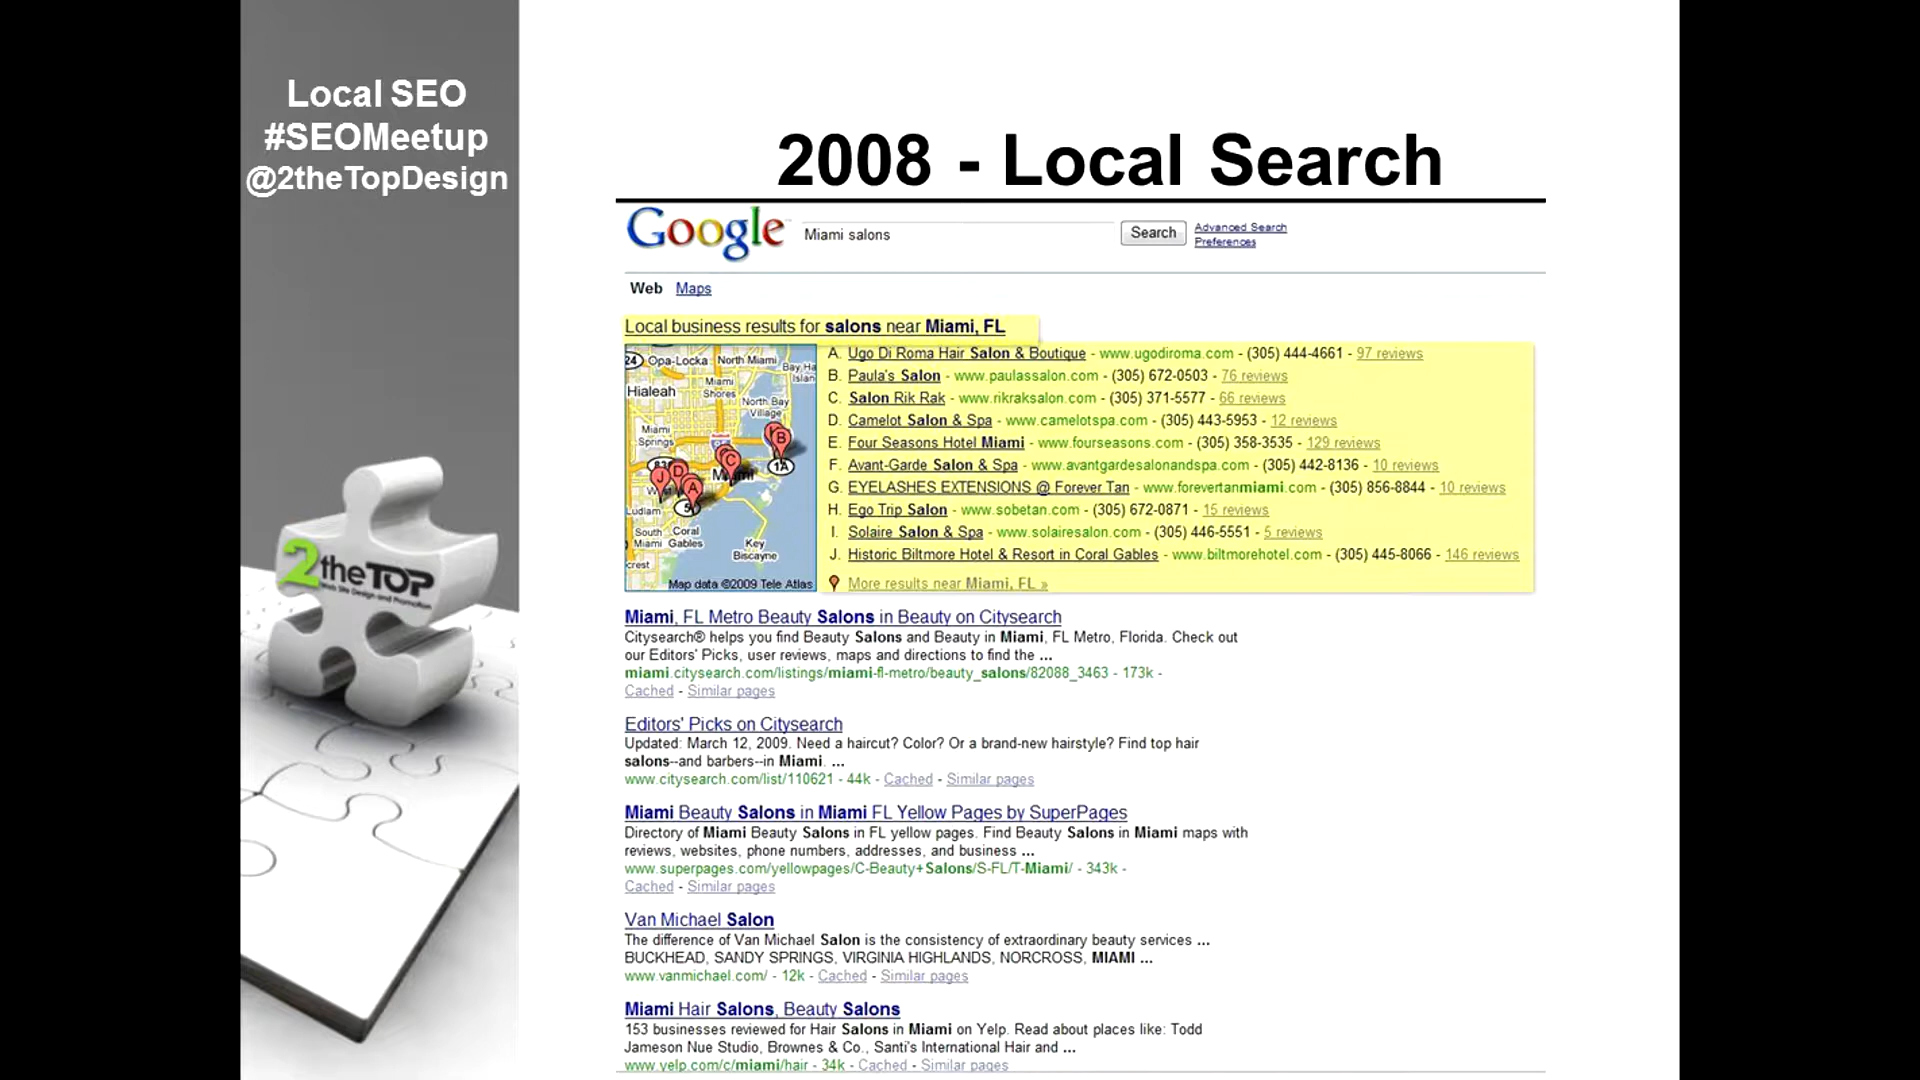 Local SEO
#SEOMeetup
@2theTopDesign
2theTOP
2008 - Local Search
Google
Miami salons
Search
Advanced Search
Preferences
Web Maps
Local business results for salons near Miami, FL
24
Opa-Locka
North Miami
Hialeah
Miami
Shores
North Bay
Village
Miami
Springs
B
1A
C
D
J
A
Ludlam
South
Miami
Coral
Gables
Key
Biscayne
crest
Map data ©2009 Tele Atlas
A. Ugo Di Roma Hair Salon & Boutique - www.ugodiroma.com - (305) 444-4661 - 97 reviews
B. Paula's Salon - www.paulassalon.com - (305) 672-0503 - 76 reviews
C. Salon Rik Rak - www.rikraksalon.com - (305) 371-5577 - 66 reviews
D. Camelot Salon & Spa - www.camelotspa.com - (305) 443-5953 - 12 reviews
E. Four Seasons Hotel Miami - www.fourseasons.com - (305) 358-3535 - 129 reviews
F. Avant-Garde Salon & Spa - www.avantgardesalonandspa.com - (305) 442-8136 - 10 reviews
G. EYELASHES EXTENSIONS @ Forever Tan - www.forevertanmiami.com - (305) 856-8844 - 10 reviews
H. Ego Trip Salon - www.sobetan.com - (305) 672-0871 - 15 reviews
I. Solaire Salon & Spa - www.solairesalon.com - (305) 446-5551 - 5 reviews
J. Historic Biltmore Hotel & Resort in Coral Gables - www.biltmorehotel.com - (305) 445-8066 - 146 reviews
More results near Miami, FL »
Miami, FL Metro Beauty Salons in Beauty on Citysearch
Citysearch® helps you find Beauty Salons and Beauty in Miami, FL Metro, Florida. Check out
our Editors' Picks, user reviews, maps and directions to find the ...
miami.citysearch.com/listings/miami-fl-metro/beauty_salons/82088_3463 - 173k -
Cached - Similar pages
Editors' Picks on Citysearch
Updated: March 12, 2009. Need a haircut? Color? Or a brand-new hairstyle? Find top hair
salons--and barbers--in Miami. ...
www.citysearch.com/list/110621 - 44k - Cached - Similar pages
Miami Beauty Salons in Miami FL Yellow Pages by SuperPages
Directory of Miami Beauty Salons in FL yellow pages. Find Beauty Salons in Miami maps with
reviews, websites, phone numbers, addresses, and business ...
www.superpages.com/yellowpages/C-Beauty+Salons/S-FL/T-Miami/ - 343k -
Cached - Similar pages
Van Michael Salon
The difference of Van Michael Salon is the consistency of extraordinary beauty services ...
BUCKHEAD, SANDY SPRINGS, VIRGINIA HIGHLANDS, NORCROSS, MIAMI ...
www.vanmichael.com/ - 12k - Cached - Similar pages
Miami Hair Salons, Beauty Salons
153 businesses reviewed for Hair Salons in Miami on Yelp. Read about places like: Todd
Jameson Nue Studio, Brownes & Co., Santi's International Hair and ...
www.yelp.com/c/miami/hair - 34k - Cached - Similar pages